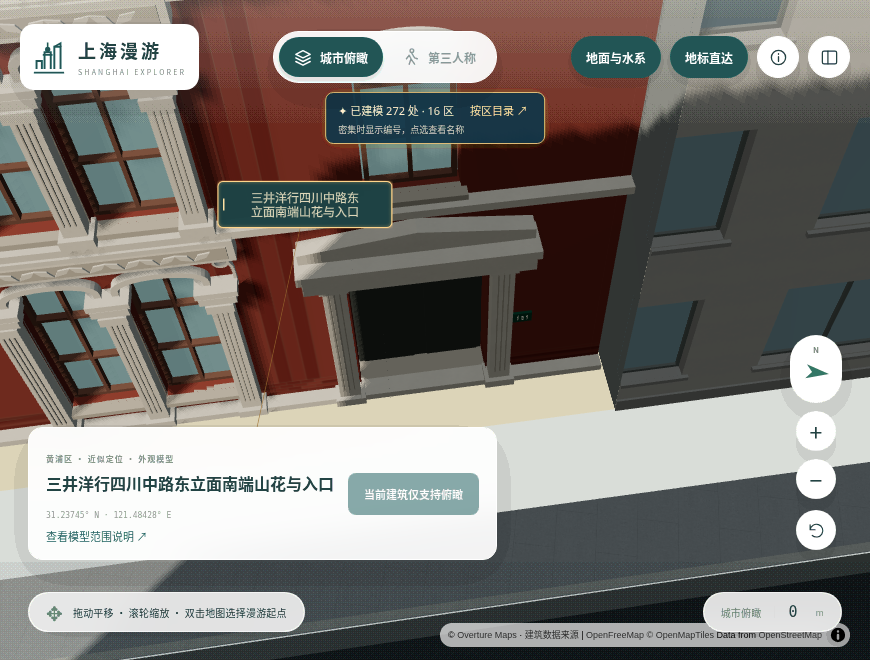 上海漫游
SHANGHAI EXPLORER
城市俯瞰
第三人称
地面与水系
地标直达
✦ 已建模 272 处 · 16 区 按区目录 ↗
密集时显示编号，点选查看名称
三井洋行四川中路东
立面南端山花与入口
N
黄浦区 · 近似定位 · 外观模型
三井洋行四川中路东立面南端山花与入口
当前建筑仅支持俯瞰
31.23745° N · 121.48428° E
查看模型范围说明 ↗
拖动平移 · 滚轮缩放 · 双击地图选择漫游起点
城市俯瞰 0 m
© Overture Maps · 建筑数据来源 | OpenFreeMap © OpenMapTiles Data from OpenStreetMap